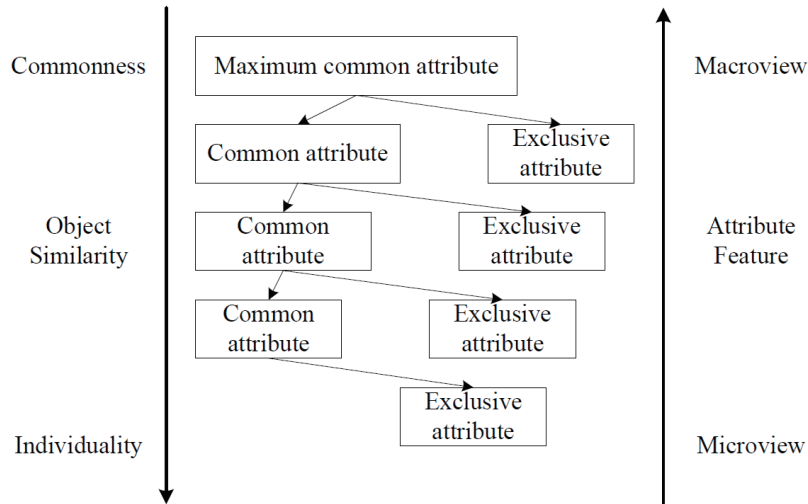 Commonness
Maximum common attribute
Macroview
Common attribute
Exclusive
attribute
Object
Similarity
Common
attribute
Exclusive
attribute
Attribute
Feature
Common
attribute
Exclusive
attribute
Exclusive
attribute
Individuality
Microview